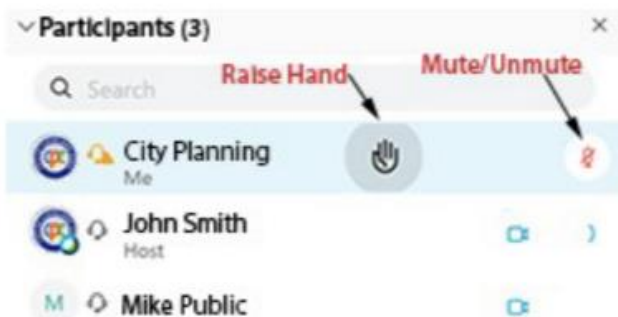 Participants (3)
Search
Raise Hand
Mute/Unmute
City Planning
Me
John Smith
Host
M
Mike Public